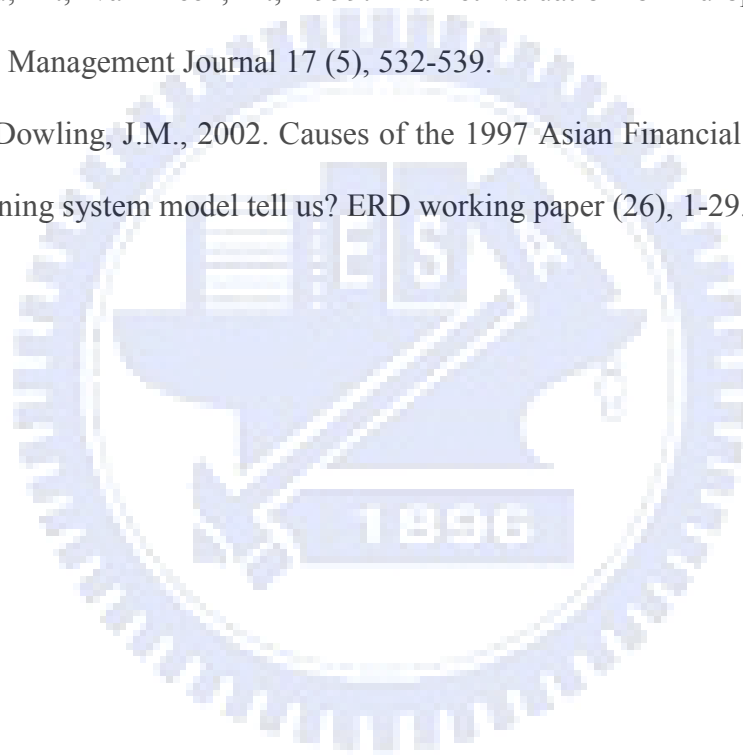 Management Journal 17 (5), 532-539.
Dowling, J.M., 2002. Causes of the 1997 Asian Financial
ning system model tell us? ERD working paper (26), 1-29.
E S A
1896